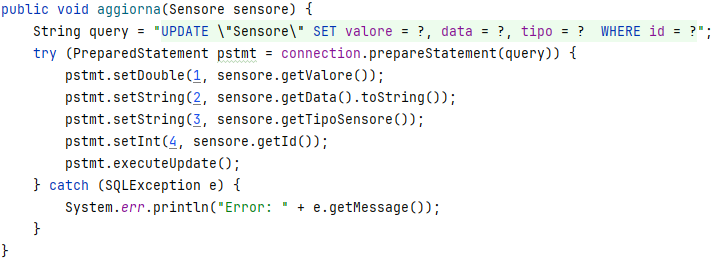 public void aggiorna(Sensore sensore) {
    String query = "UPDATE \"Sensore\" SET valore = ?, data = ?, tipo = ?  WHERE id = ?";
    try (PreparedStatement pstmt = connection.prepareStatement(query)) {
        pstmt.setDouble(1, sensore.getValore());
        pstmt.setString(2, sensore.getData().toString());
        pstmt.setString(3, sensore.getTipoSensore());
        pstmt.setInt(4, sensore.getId());
        pstmt.executeUpdate();
    } catch (SQLException e) {
        System.err.println("Error: " + e.getMessage());
    }
}